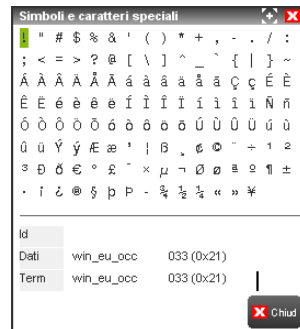 Simboli e caratteri speciali
! " # $ % & ' ( ) * + , - . / :
; < = > ? @ [ \ ] ^ _ ` { | } ~
Á À Â Ä Å Ã á à â ä å ã Ç ç É È
Ê Ë é è ê ë Í Ì Î Ï í ì î ï Ñ ñ
Ó Ò Ô Ö Õ ó ò ô ö õ Ú Ù Û Ü ú ù
û ü Ý ý Æ æ ' ¦ ß ¸ ¢ © ¨ ÷ ¹ ²
³ Ð ð € ° £ ¯ × µ ¬ Ø ø ª º ¶ ±
· ¡ ¿ ® § þ Þ - ¾ ½ ¼ « » ¥
Id
Dati win_eu_occ 033 (0x21)
Term win_eu_occ 033 (0x21)
Chiud